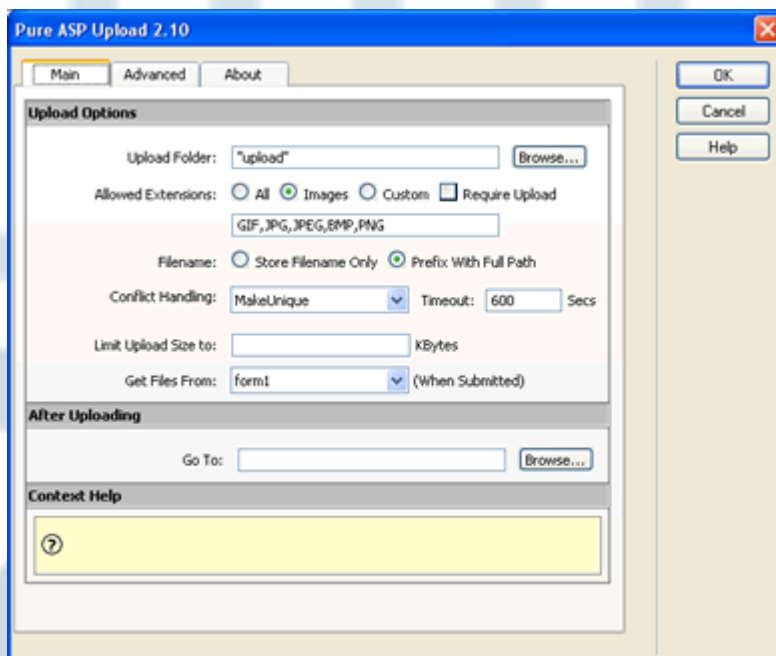 Pure ASP Upload 2.10
Main Advanced About
OK
Cancel
Help
Upload Options
Upload Folder: "upload" Browse...
Allowed Extensions: All Images Custom Require Upload
GIF,JPG,JPEG,BMP,PNG
Filename: Store Filename Only Prefix With Full Path
Conflict Handling: MakeUnique Timeout: 600 Secs
Limit Upload Size to: KBytes
Get Files From: form1 (When Submitted)
After Uploading
Go To: Browse...
Context Help
?